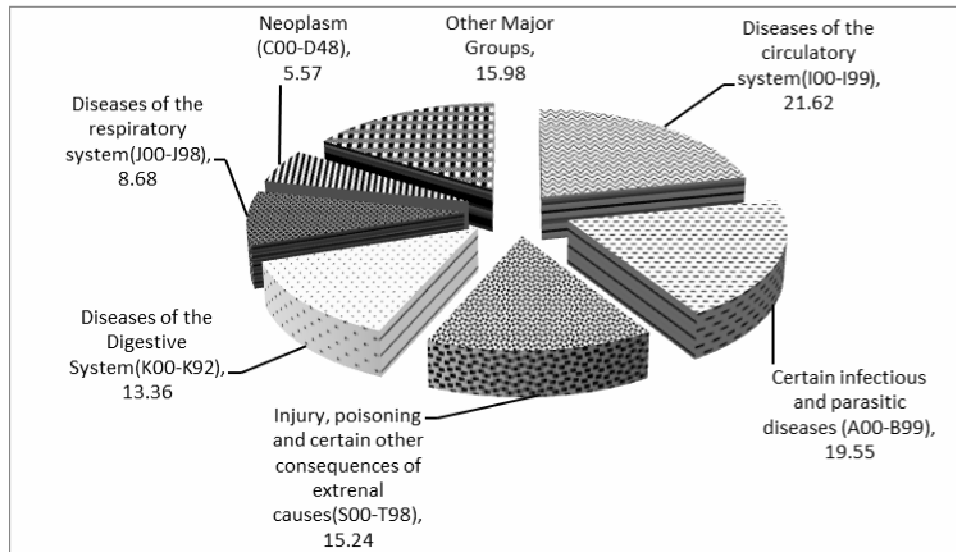 Neoplasm
(C00-D48),
5.57
Other Major
Groups,
15.98
Diseases of the
circulatory
system(I00-I99),
21.62
Diseases of the
respiratory
system(J00-J98),
8.68
Diseases of the
Digestive
System(K00-K92),
13.36
Injury, poisoning
and certain other
consequences of
extrenal
causes(S00-T98),
15.24
Certain infectious
and parasitic
diseases (A00-B99),
19.55